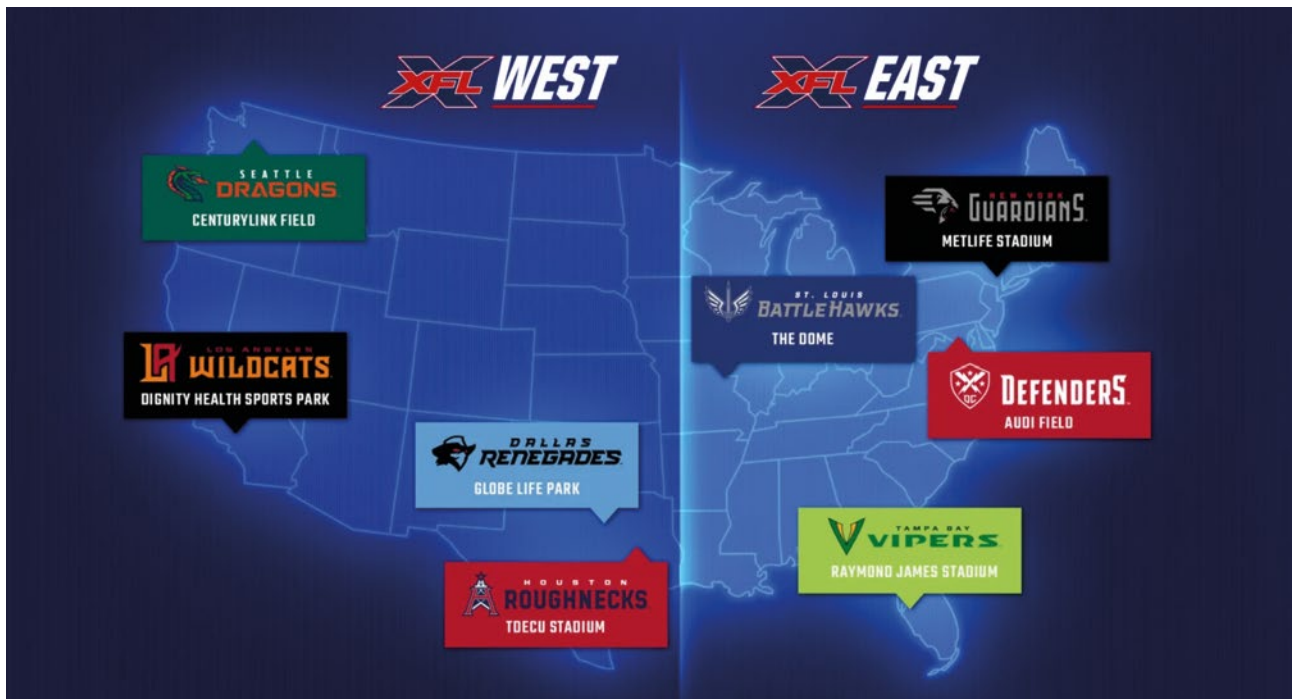 XFL WEST
XFL EAST
SEATTLE
DRAGONS
CENTURYLINK FIELD
LA
LOS ANGELES
WILDCATS
DIGNITY HEALTH SPORTS PARK
DALLAS
RENEGADES
GLOBE LIFE PARK
HOUSTON
ROUGHNECKS
TDECU STADIUM
NEW YORK
GUARDIANS
METLIFE STADIUM
ST. LOUIS
BATTLEHAWKS
THE DOME
DC
DEFENDERS
AUDI FIELD
TAMPA BAY
VIPERS
RAYMOND JAMES STADIUM